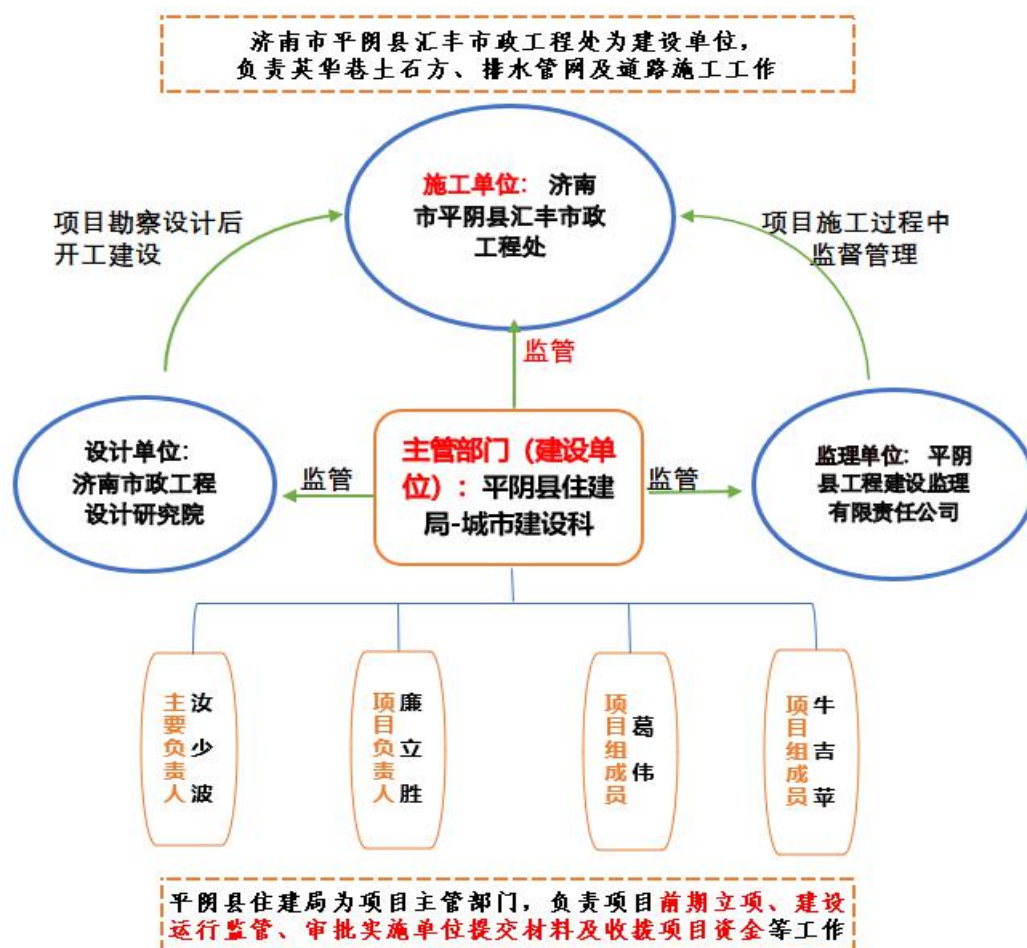 济南市平阴县汇丰市政工程处为建设单位，
负责英华巷土石方、排水管网及道路施工工作
施工单位： 济南
市平阴县汇丰市政
工程处
项目勘察设计后
开工建设
项目施工过程中
监督管理
监管
设计单位：
济南市政工程
设计研究院
监管
主管部门（建设单
位）：平阴县住建
局-城市建设科
监管
监理单位： 平阴
县工程建设监理
有限责任公司
主要负责人
汝少波
项目负责人
廉立胜
项目组成员
葛伟
项目组成员
牛吉苹
平阴县住建局为项目主管部门，负责项目前期立项、建设
运行监管、审批实施单位提交材料及收拨项目资金等工作